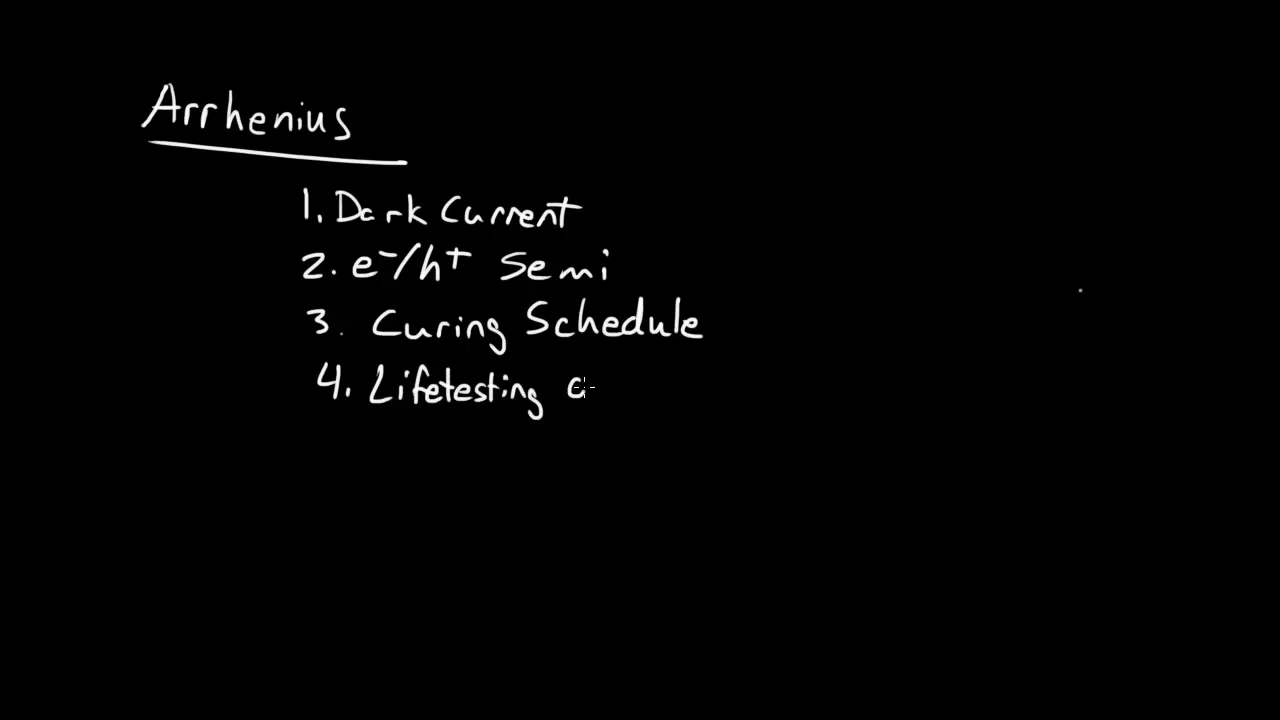 Arrhenius
1. Dark Current
2. e⁻/h⁺ Semi
3. Curing Schedule
4. Lifetesting